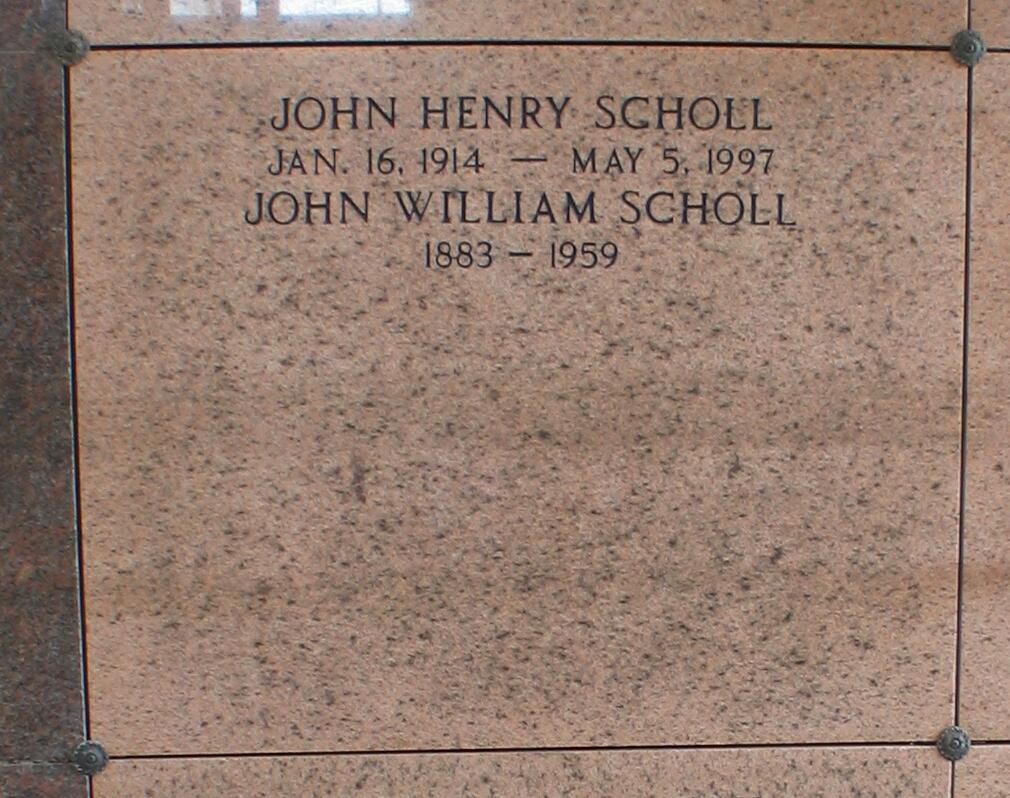 JOHN HENRY SCHOLL
JAN. 16, 1914 — MAY 5, 1997
JOHN WILLIAM SCHOLL
1883 — 1959